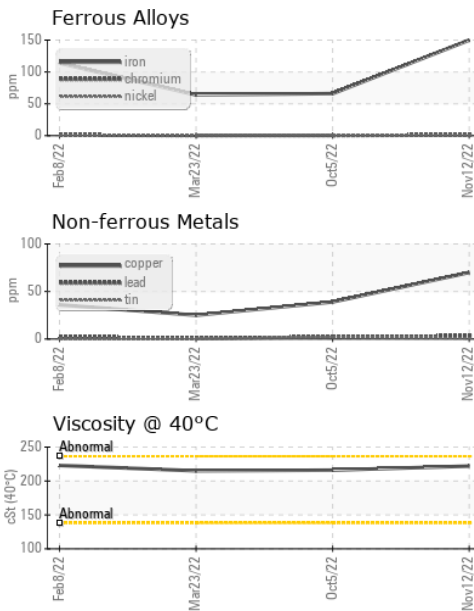 Ferrous Alloys
150
100
50
0
ppm
iron
chromium
nickel
Feb8/22
Mar23/22
Oct5/22
Nov12/22
Non-ferrous Metals
100
50
0
ppm
copper
lead
tin
Feb8/22
Mar23/22
Oct5/22
Nov12/22
Viscosity @ 40°C
250
200
150
100
cSt (40°C)
Abnormal
Abnormal
Feb8/22
Mar23/22
Oct5/22
Nov12/22